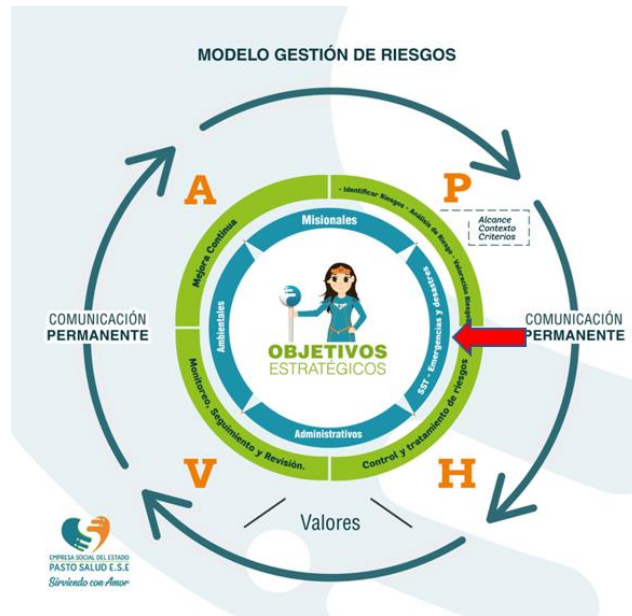 MODELO GESTIÓN DE RIESGOS
A
P
- Identificar Riesgos - Análisis de Riesgo - Valoración Riesgos
Alcance
Contexto
Criterios
Mejora Continua
Misionales
Ambientales
SST - Emergencias y desastres
Administrativos
OBJETIVOS
ESTRATÉGICOS
COMUNICACIÓN
PERMANENTE
COMUNICACIÓN
PERMANENTE
Monitoreo, Seguimiento y Revisión.
Control y tratamiento de riesgos
V
H
Valores
EMPRESA SOCIAL DEL ESTADO
PASTO SALUD E.S.E
Sirviendo con Amor